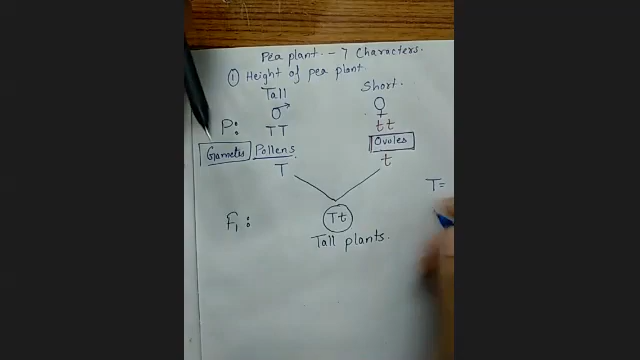 Pea plant - 7 Characters.
① Height of pea plant.
Tall Short.
♂ ♀
P: TT tt
Gametes Pollens Ovules
T t
T=
F₁: Tt
Tall plants.